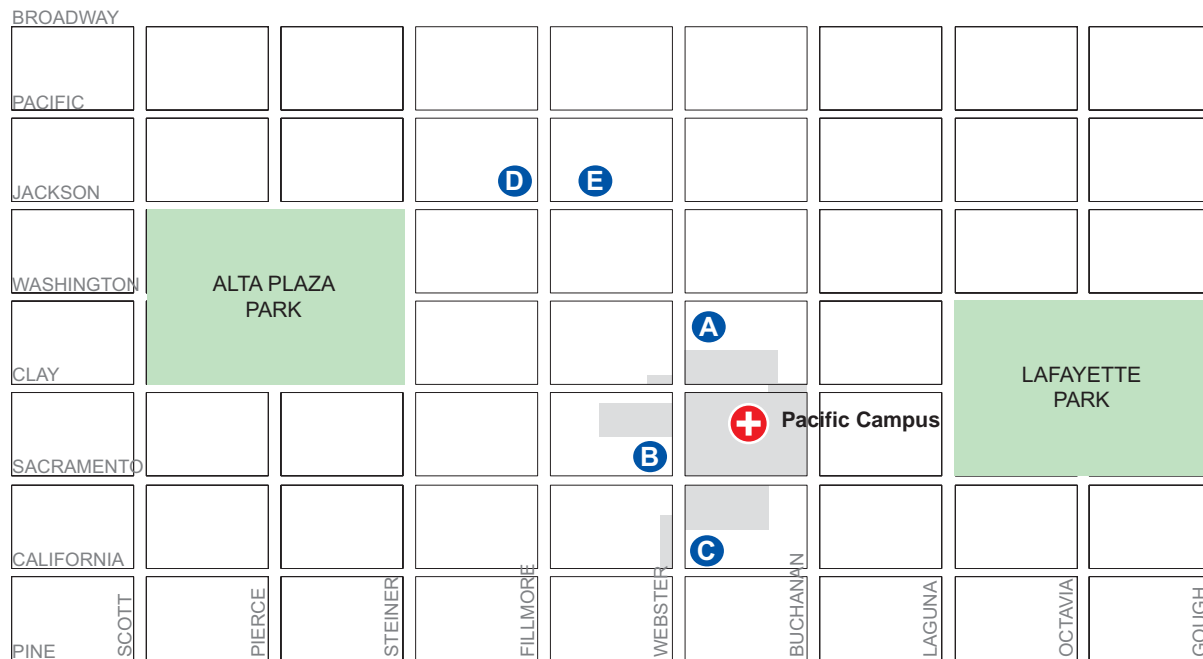 BROADWAY
PACIFIC
JACKSON
D
E
WASHINGTON
ALTA PLAZA
PARK
A
CLAY
LAFAYETTE
PARK
Pacific Campus
SACRAMENTO
B
CALIFORNIA
C
PINE
SCOTT
PIERCE
STEINER
FILLMORE
WEBSTER
BUCHANAN
LAGUNA
OCTAVIA
GOUGH